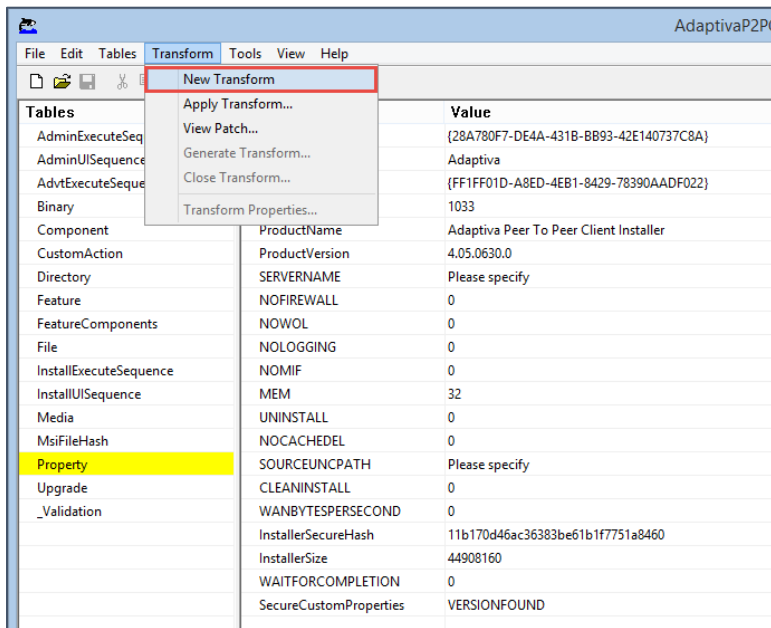 AdaptivaP2P
File Edit Tables Transform Tools View Help
New Transform
Apply Transform...
View Patch...
Generate Transform...
Close Transform...
Transform Properties...
Tables Value
AdminExecuteSeq {28A780F7-DE4A-431B-BB93-42E140737C8A}
AdminUISequence Adaptiva
AdvtExecuteSeque {FF1FF01D-A8ED-4EB1-8429-78390AADF022}
Binary 1033
Component ProductName Adaptiva Peer To Peer Client Installer
CustomAction ProductVersion 4.05.0630.0
Directory SERVERNAME Please specify
Feature NOFIREWALL 0
FeatureComponents NOWOL 0
File NOLOGGING 0
InstallExecuteSequence NOMIF 0
InstallUISequence MEM 32
Media UNINSTALL 0
MsiFileHash NOCACHEDEL 0
Property SOURCEUNCPATH Please specify
Upgrade CLEANINSTALL 0
_Validation WANBYTESPERSECOND 0
InstallerSecureHash 11b170d46ac36383be61b1f7751a8460
InstallerSize 44908160
WAITFORCOMPLETION 0
SecureCustomProperties VERSIONFOUND